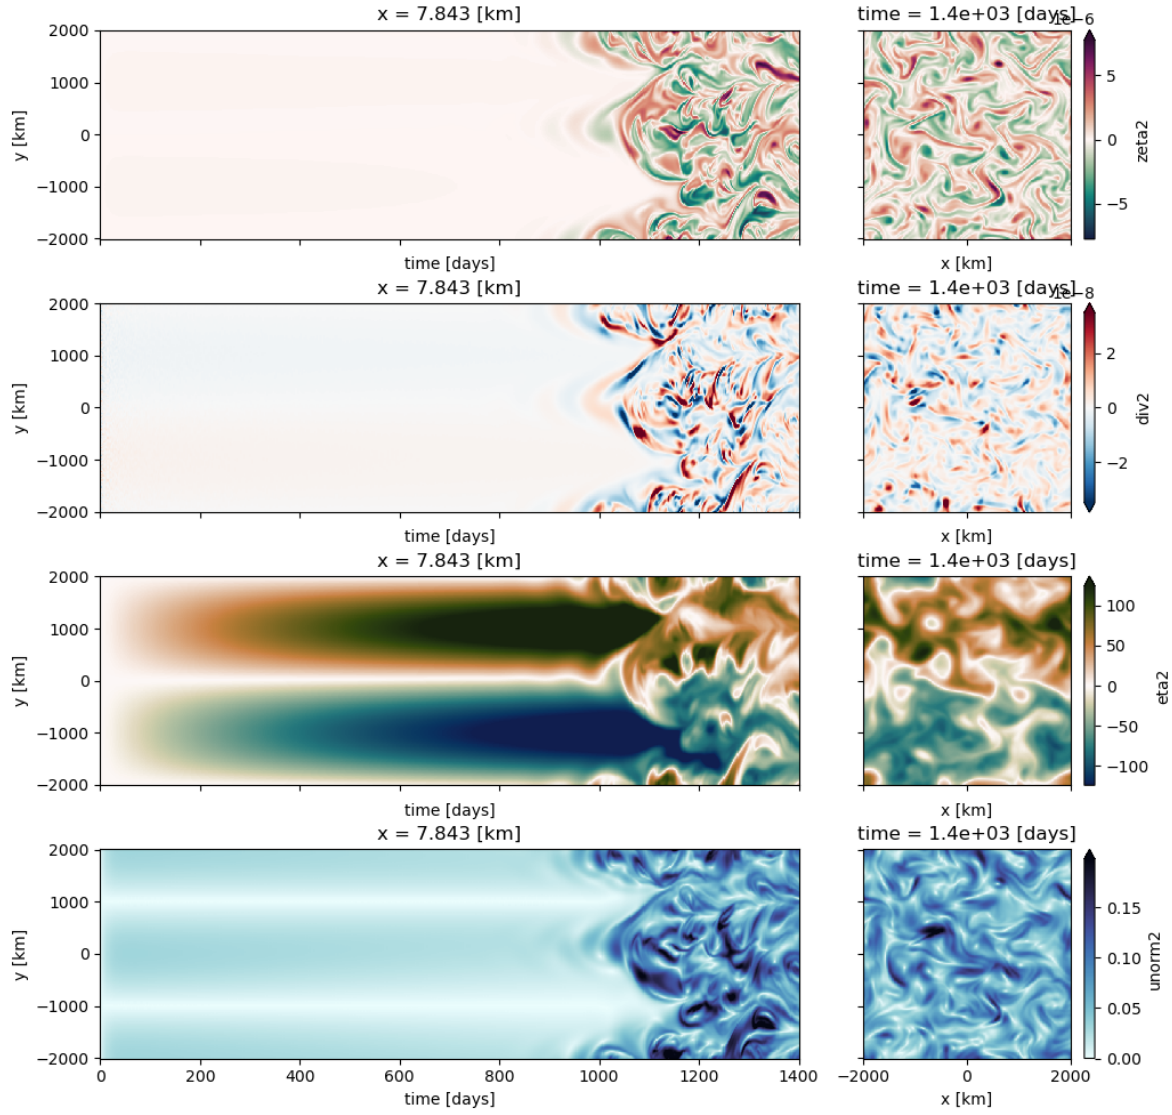 x = 7.843 [km]
time = 1.4e+03 [days]
1e−6
2000
1000
0
−1000
−2000
y [km]
time [days]
x [km]
5
0
−5
zeta2
x = 7.843 [km]
time = 1.4e+03 [days]
1e−8
2000
1000
0
−1000
−2000
y [km]
time [days]
x [km]
2
0
−2
div2
x = 7.843 [km]
time = 1.4e+03 [days]
2000
1000
0
−1000
−2000
y [km]
time [days]
x [km]
100
50
0
−50
−100
eta2
x = 7.843 [km]
time = 1.4e+03 [days]
2000
1000
0
−1000
−2000
y [km]
0 200 400 600 800 1000 1200 1400
time [days]
−2000 0 2000
x [km]
0.15
0.10
0.05
0.00
unorm2